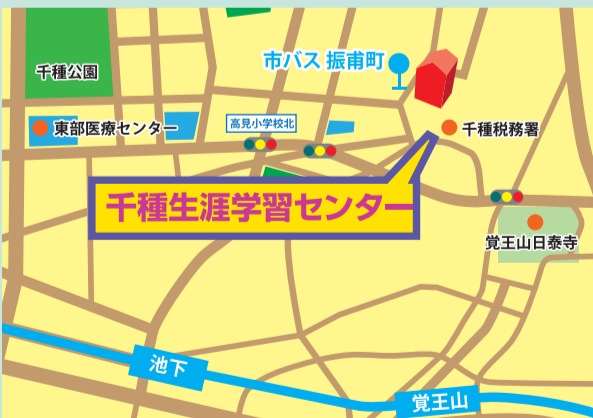 市バス 振甫町
千種公園
東部医療センター
高見小学校北
千種税務署
千種生涯学習センター
覚王山日泰寺
池下
覚王山